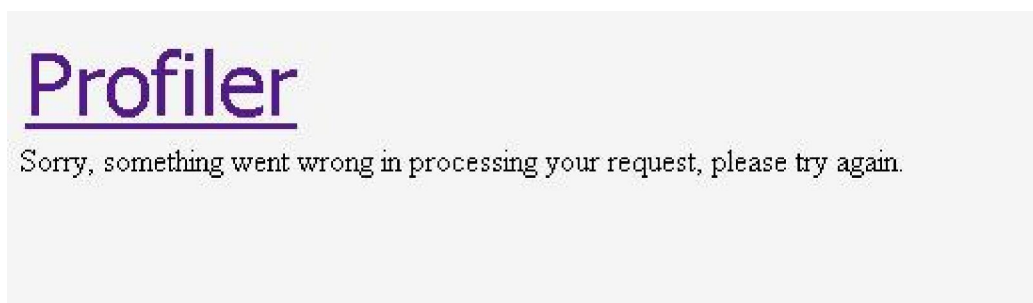 Profiler
Sorry, something went wrong in processing your request, please try again.